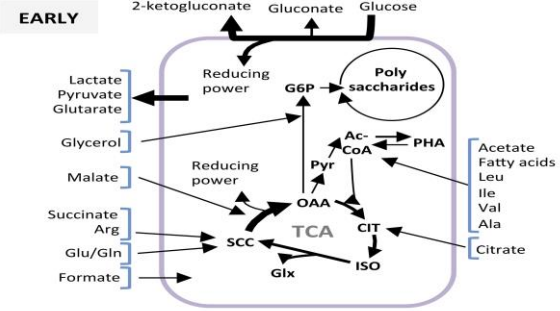 EARLY
2-ketogluconate
Gluconate
Glucose
Reducing
power
Lactate
Pyruvate
Glutarate
G6P
Poly
saccharides
Glycerol
Ac-
CoA
PHA
Acetate
Fatty acids
Leu
Ile
Val
Ala
Pyr
Reducing
power
Malate
OAA
Succinate
Arg
TCA
CIT
SCC
Citrate
Glu/Gln
Glx
ISO
Formate